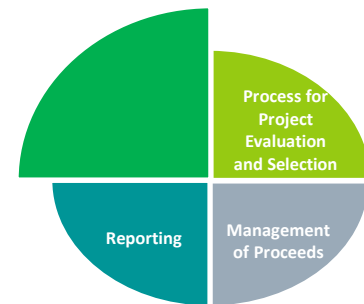 Process for
Project
Evaluation
and Selection
Reporting
Management
of Proceeds